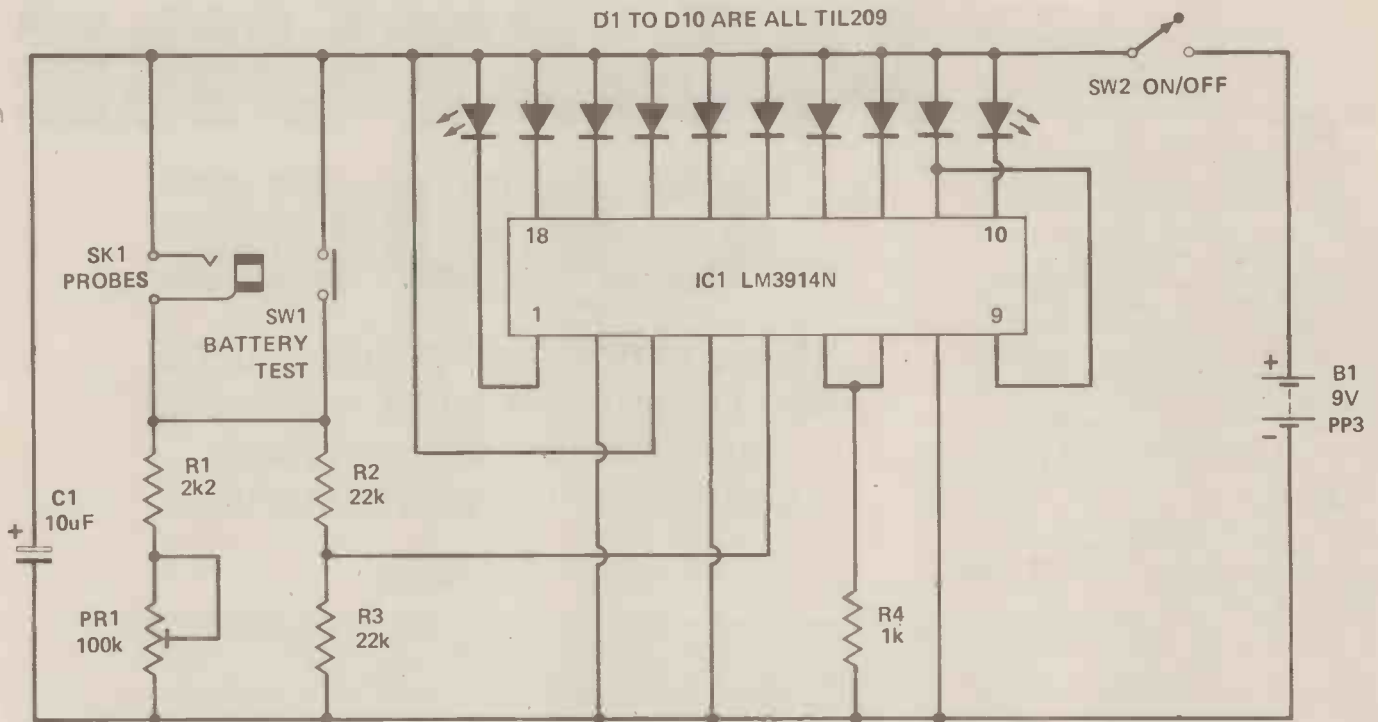 D1 TO D10 ARE ALL TIL209
SW2 ON/OFF
SK1
PROBES
SW1
BATTERY
TEST
18
10
IC1 LM3914N
1
9
+
B1
9V
PP3
-
R1
2k2
R2
22k
C1
10uF
+
PR1
100k
R3
22k
R4
1k